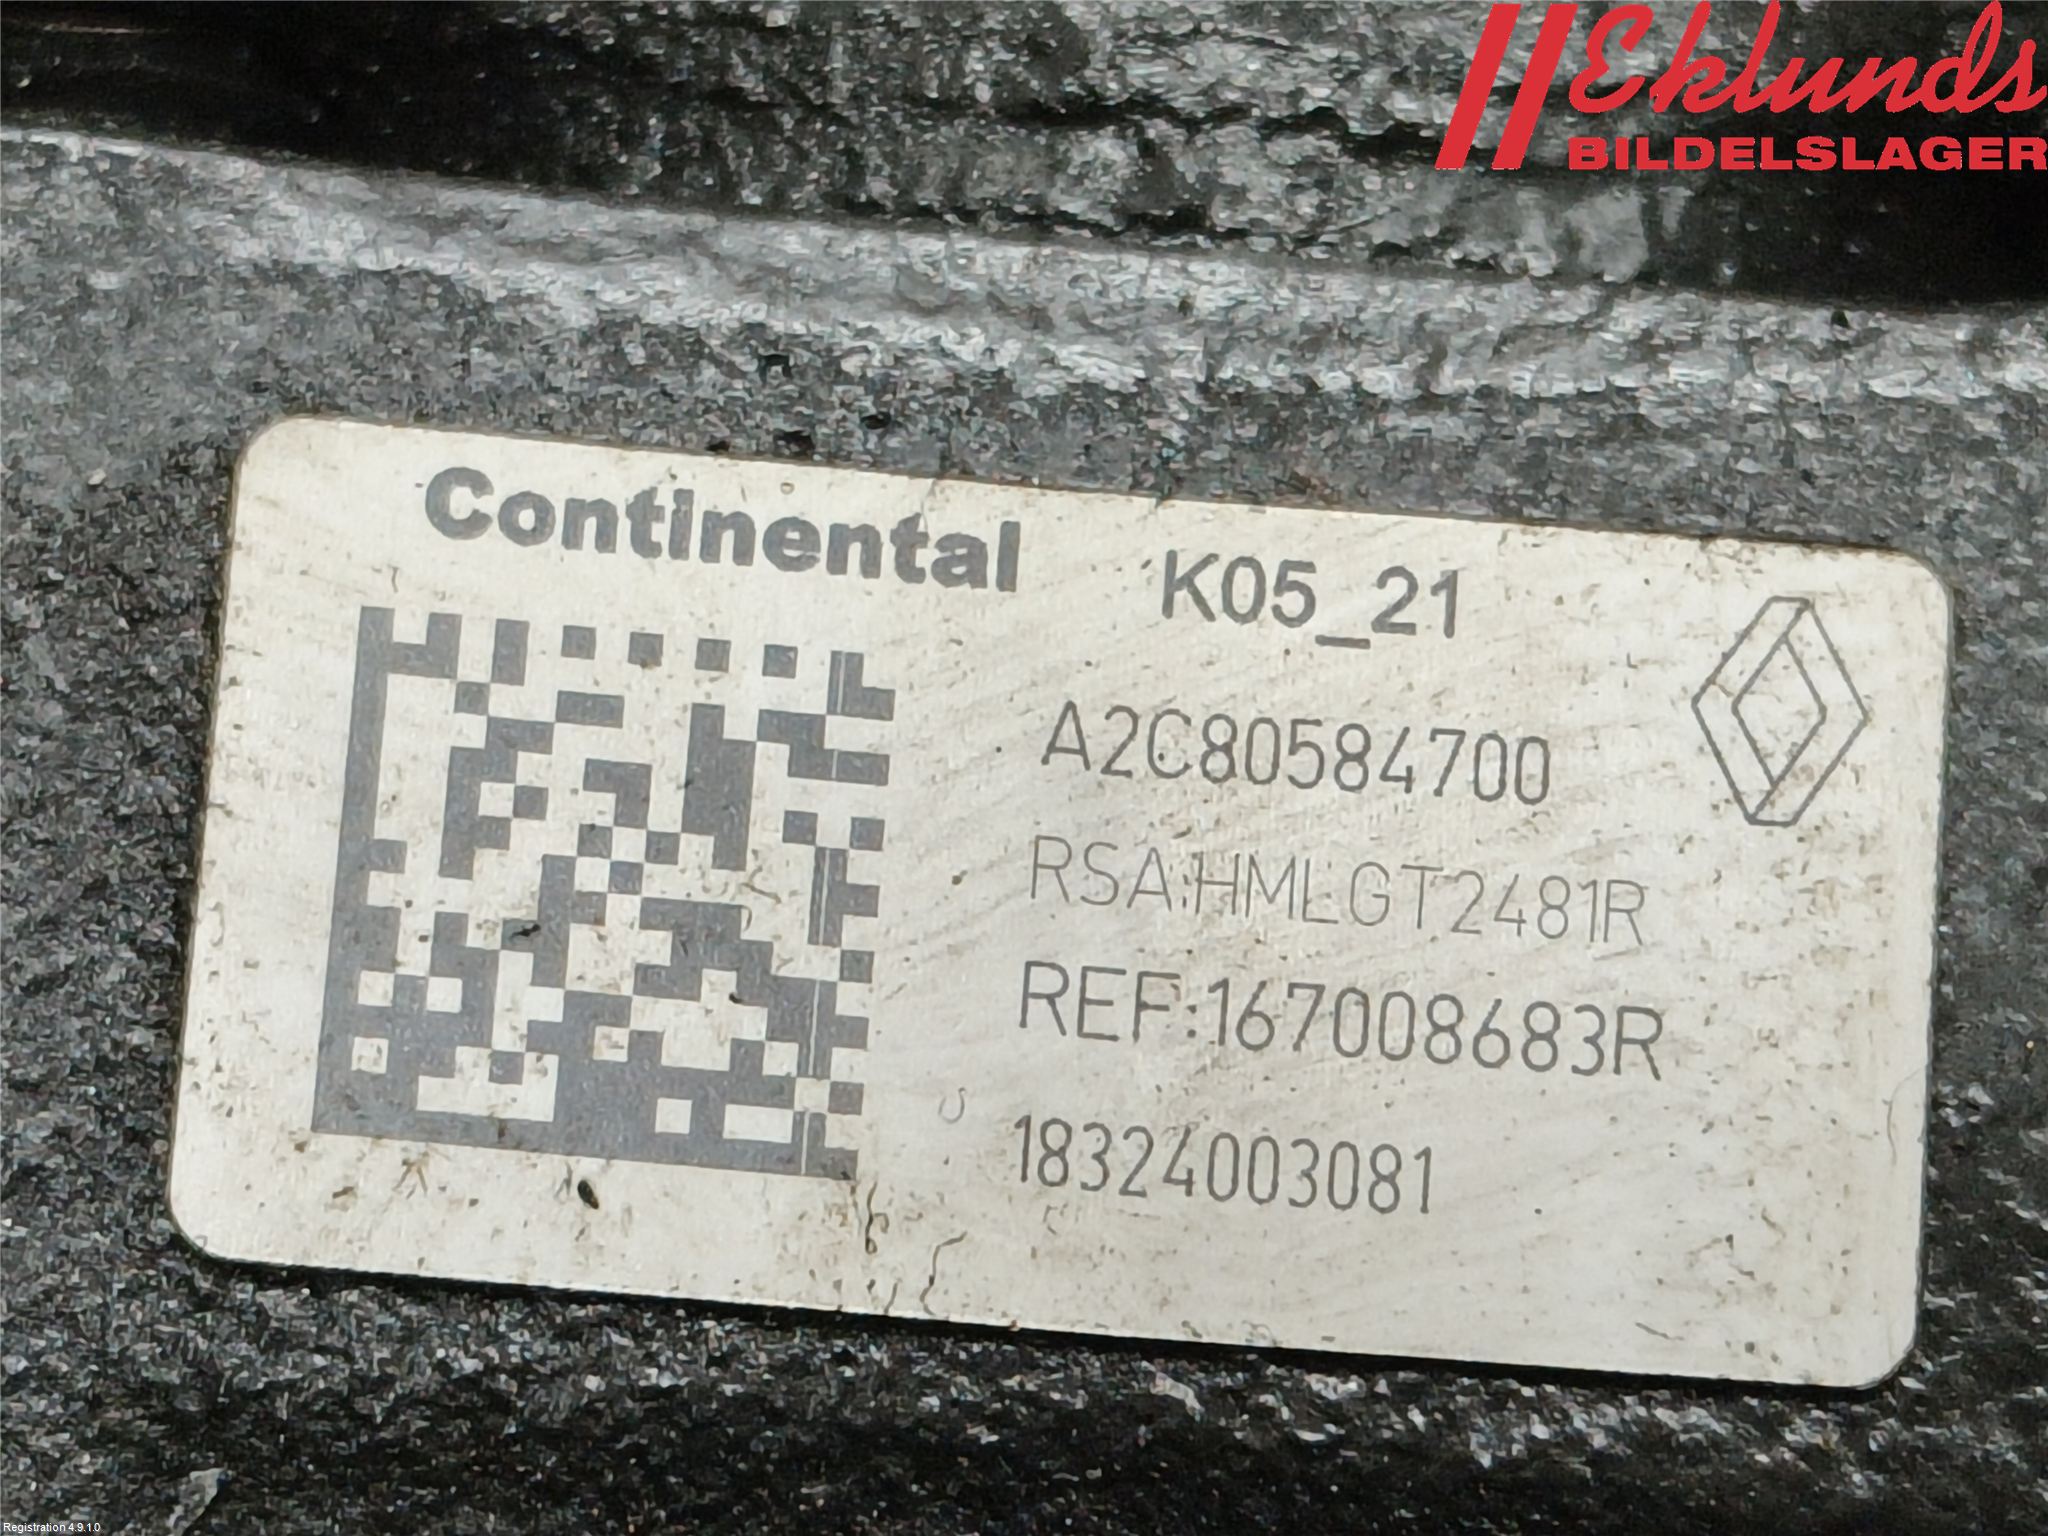 Eklunds
BILDELSLAGER
Continental
K05_21
A2C80584700
RSA:HMLGT2481R
REF:167008683R
18324003081
Registration 4.9.1.0